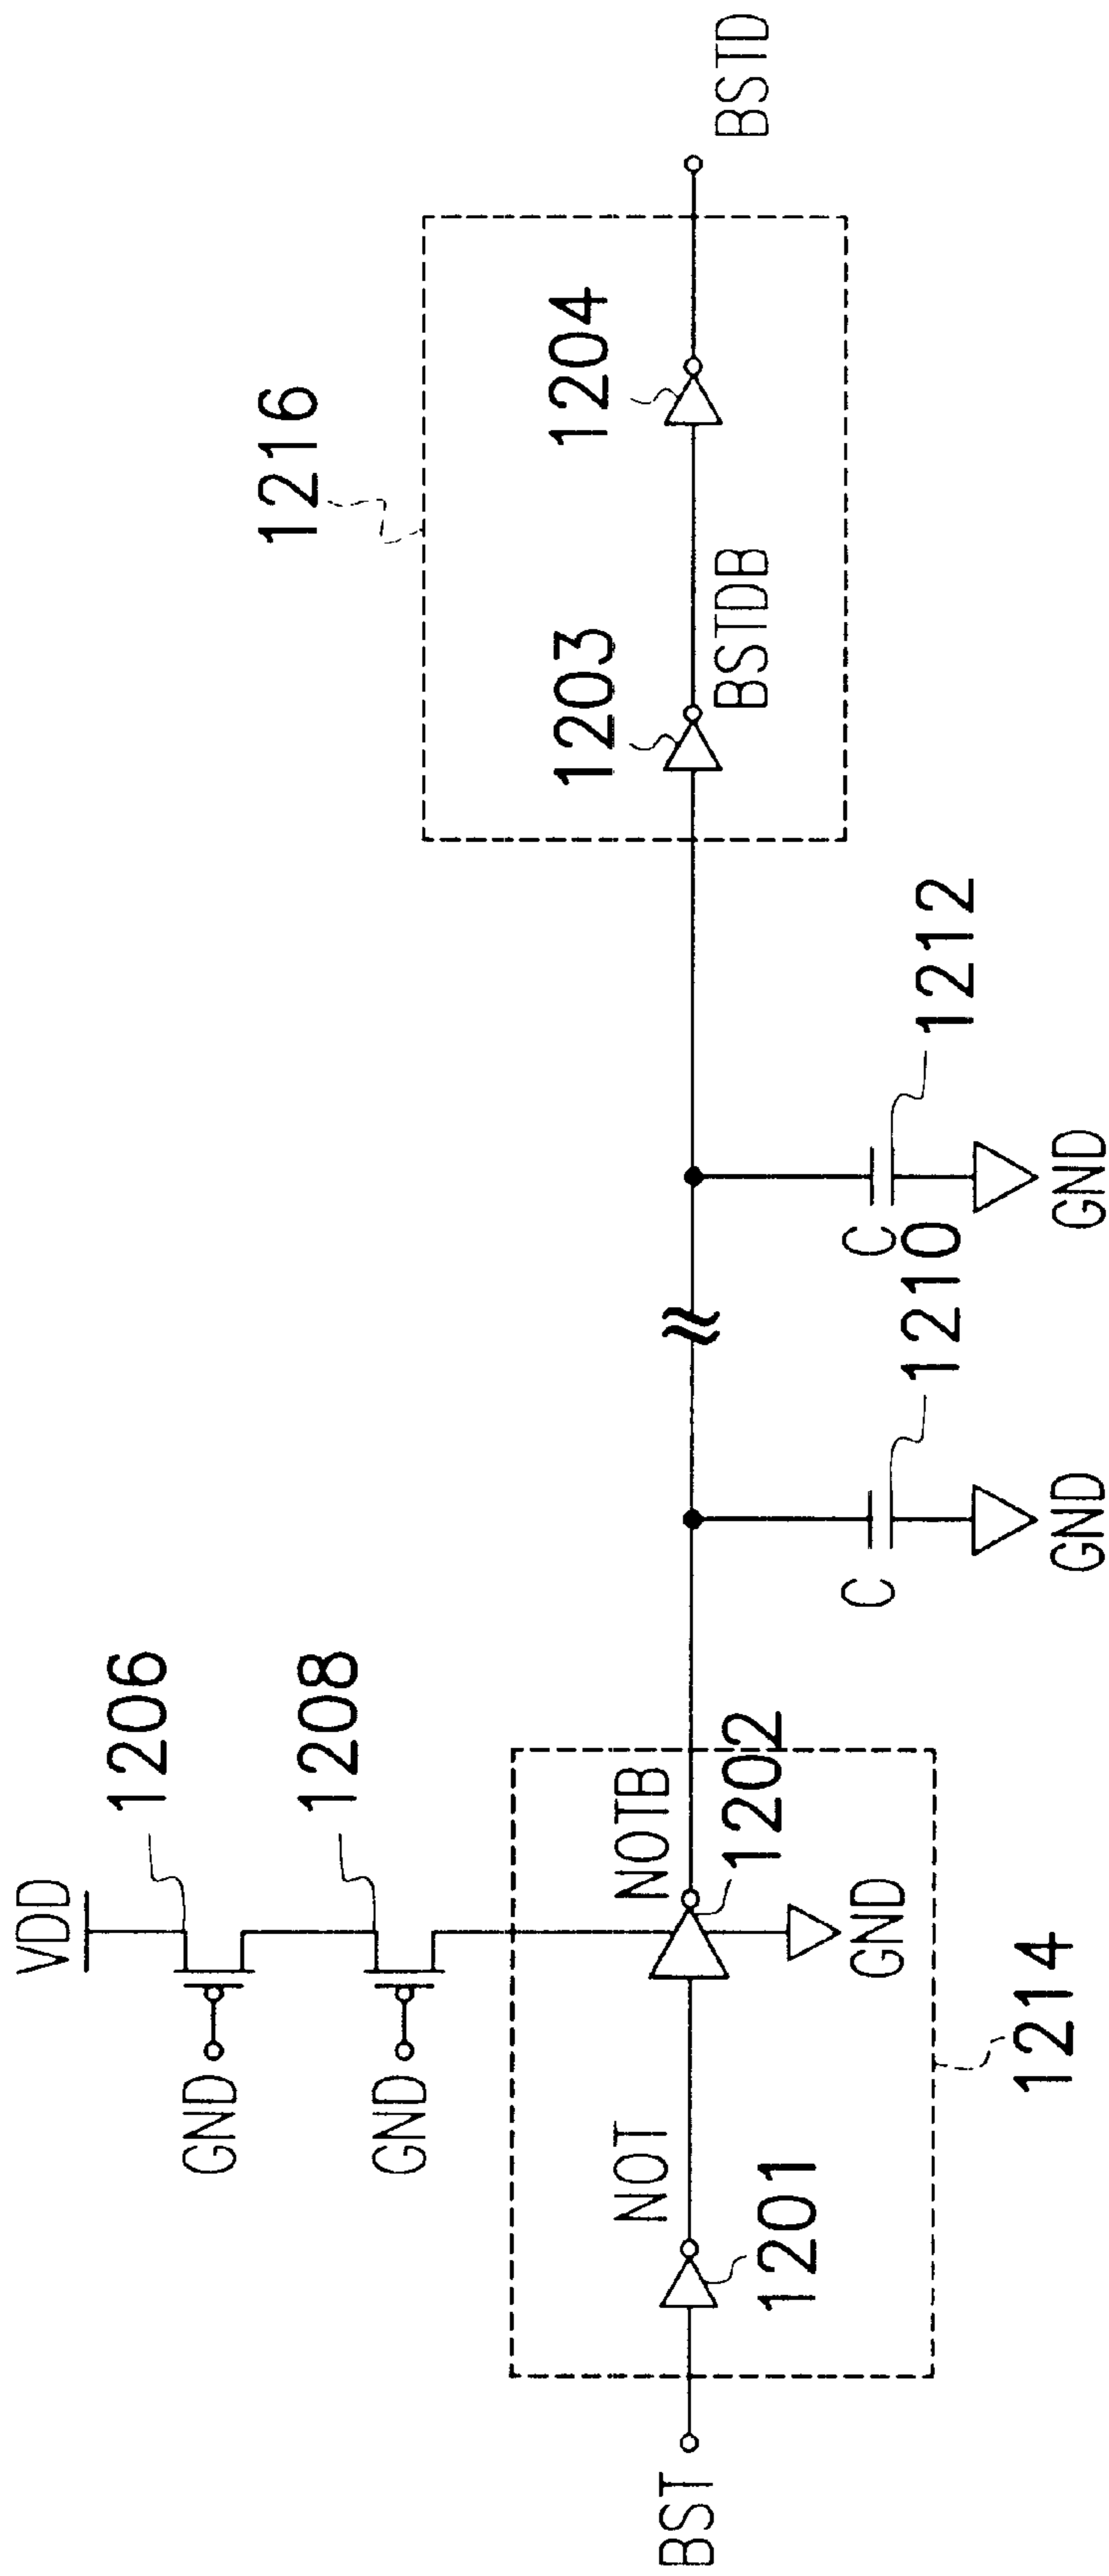 VDD
1206
GND
1208
GND
1216
1203
1204
BSTDB
BSTD
BST
NOT
1201
NOTB
1202
GND
1214
C
1210
GND
C
1212
GND